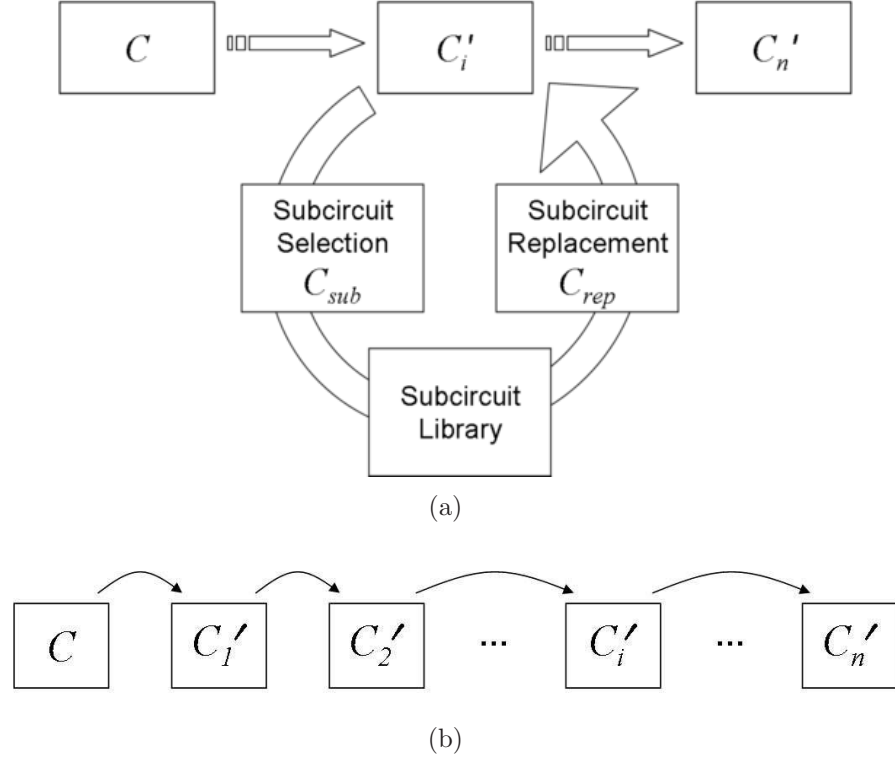 C C_i' C_n'
Subcircuit
Selection
C_sub
Subcircuit
Replacement
C_rep
Subcircuit
Library
(a)
C C_1' C_2' ... C_i' ... C_n'
(b)